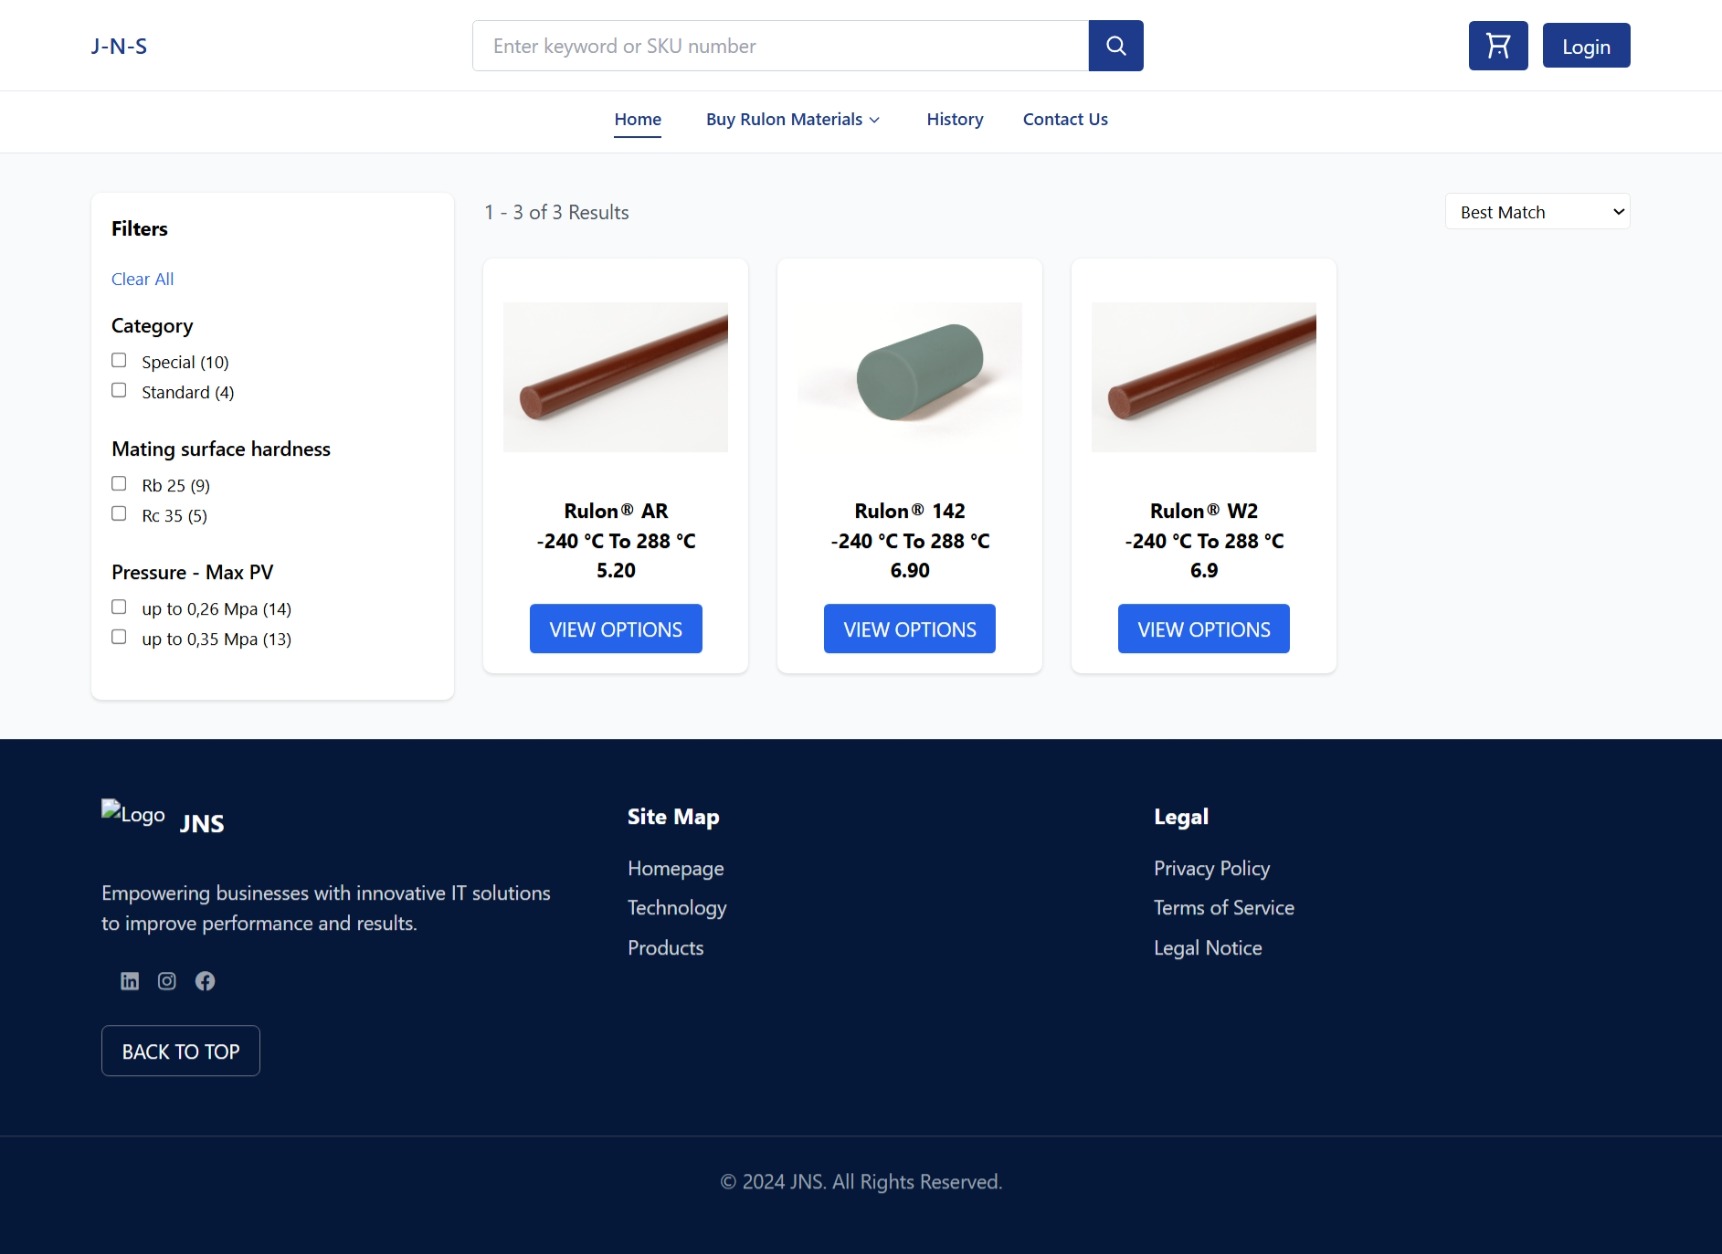 J-N-S
Enter keyword or SKU number
Login
Home
Buy Rulon Materials
History
Contact Us
Filters
Clear All
Category
Special (10)
Standard (4)
Mating surface hardness
Rb 25 (9)
Rc 35 (5)
Pressure - Max PV
up to 0,26 Mpa (14)
up to 0,35 Mpa (13)
1 - 3 of 3 Results
Best Match
Rulon® AR
-240 °C To 288 °C
5.20
VIEW OPTIONS
Rulon® 142
-240 °C To 288 °C
6.90
VIEW OPTIONS
Rulon® W2
-240 °C To 288 °C
6.9
VIEW OPTIONS
Logo
JNS
Empowering businesses with innovative IT solutions
to improve performance and results.
BACK TO TOP
Site Map
Homepage
Technology
Products
Legal
Privacy Policy
Terms of Service
Legal Notice
© 2024 JNS. All Rights Reserved.